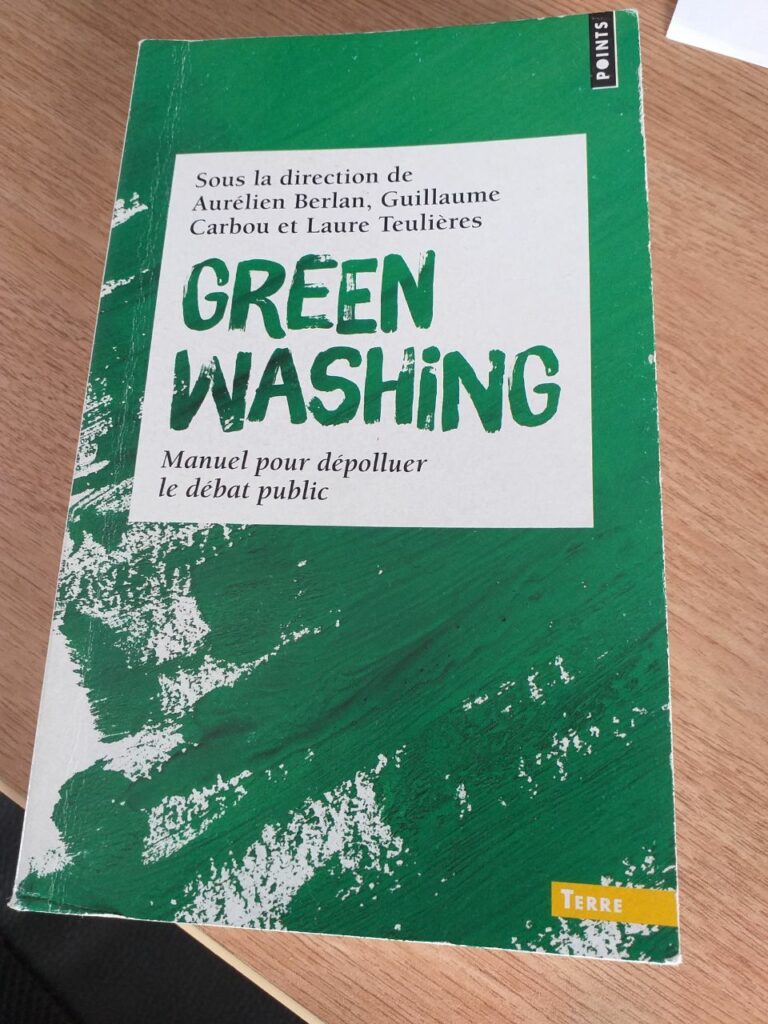 POINTS
Sous la direction de
Aurélien Berlan, Guillaume
Carbou et Laure Teulières
GREEN
WASHiNG
Manuel pour dépolluer
le débat public
TERRE